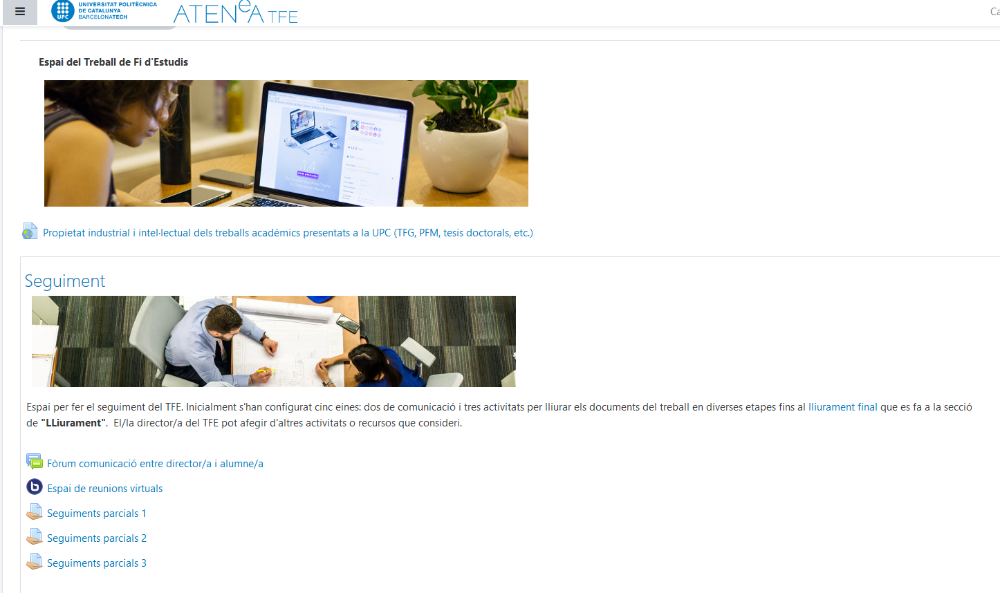 UNIVERSITAT POLITÈCNICA
DE CATALUNYA
BARCELONATECH
UPC
ATENeA TFE
Ca
Espai del Treball de Fi d'Estudis
Propietat industrial i intel·lectual dels treballs acadèmics presentats a la UPC (TFG, PFM, tesis doctorals, etc.)
Seguiment
Espai per fer el seguiment del TFE. Inicialment s'han configurat cinc eines: dos de comunicació i tres activitats per lliurar els documents del treball en diverses etapes fins al lliurament final que es fa a la secció
de "LLiurament". El/la director/a del TFE pot afegir d'altres activitats o recursos que consideri.
Fòrum comunicació entre director/a i alumne/a
Espai de reunions virtuals
Seguiments parcials 1
Seguiments parcials 2
Seguiments parcials 3